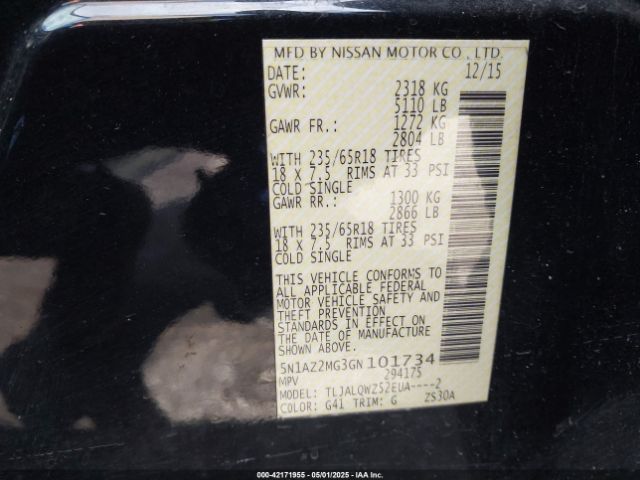 MFD BY NISSAN MOTOR CO., LTD.
DATE: 12/15
GVWR: 2318 KG
5110 LB
GAWR FR.: 1272 KG
2804 LB
WITH 235/65R18 TIRES
18 X 7.5 RIMS AT 33 PSI
COLD SINGLE
GAWR RR.: 1300 KG
2866 LB
WITH 235/65R18 TIRES
18 X 7.5 RIMS AT 33 PSI
COLD SINGLE
THIS VEHICLE CONFORMS TO
ALL APPLICABLE FEDERAL
MOTOR VEHICLE SAFETY AND
THEFT PREVENTION
STANDARDS IN EFFECT ON
THE DATE OF MANUFACTURE
SHOWN ABOVE.
5N1AZ2MG3GN101734
MPV 294175
MODEL: TLJALQWZ52EUA----2
COLOR: G41 TRIM: G ZS30A
000-42171955 - 05/01/2025 - IAA Inc.